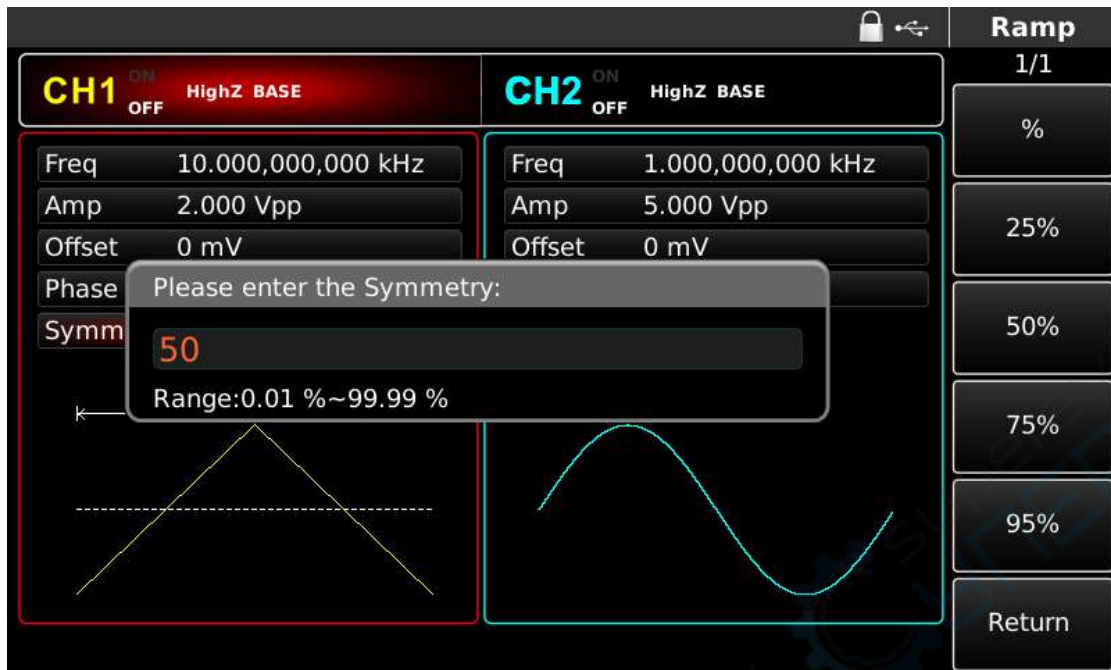 Ramp
1/1
CH1 ON OFF HighZ BASE
CH2 ON OFF HighZ BASE
Freq 10.000,000,000 kHz
Amp 2.000 Vpp
Offset 0 mV
Phase
Symm
Freq 1.000,000,000 kHz
Amp 5.000 Vpp
Offset 0 mV
Please enter the Symmetry:
50
Range:0.01 %~99.99 %
%
25%
50%
75%
95%
Return